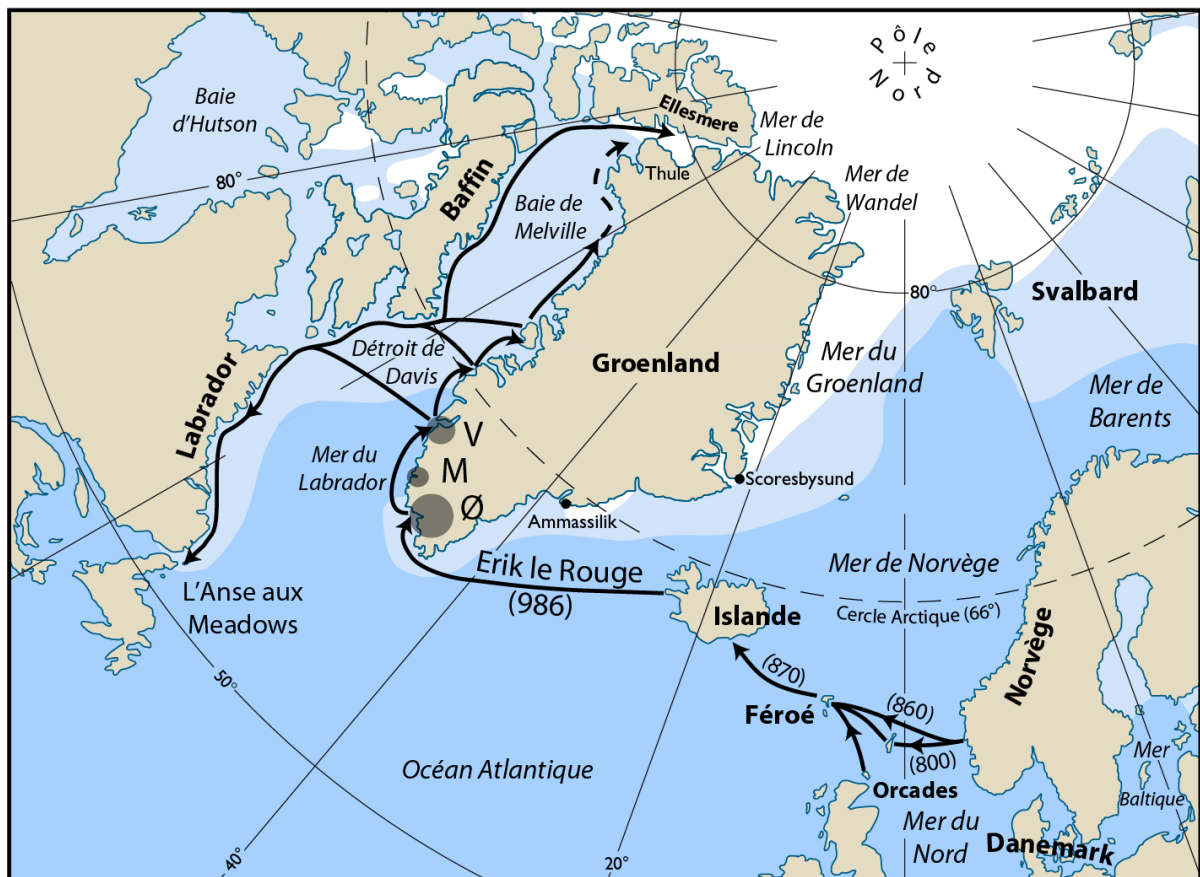 Pôle
Nord
Baie
d'Hutson
Ellesmere
Mer de
Lincoln
80°
Baffin
Thule
Mer de
Wandel
Baie de
Melville
80°
Svalbard
Détroit de
Davis
Groenland
Mer du
Groenland
Mer de
Barents
Labrador
Mer du
Labrador
V
M
Ø
Scoresbysund
Ammassilik
Erik le Rouge
(986)
Mer de Norvège
Cercle Arctique (66°)
L'Anse aux
Meadows
Islande
Norvège
50°
(870)
Féroé
(860)
(800)
Océan Atlantique
Orcades
Mer
Baltique
Mer du
Nord
Danemark
40°
20°